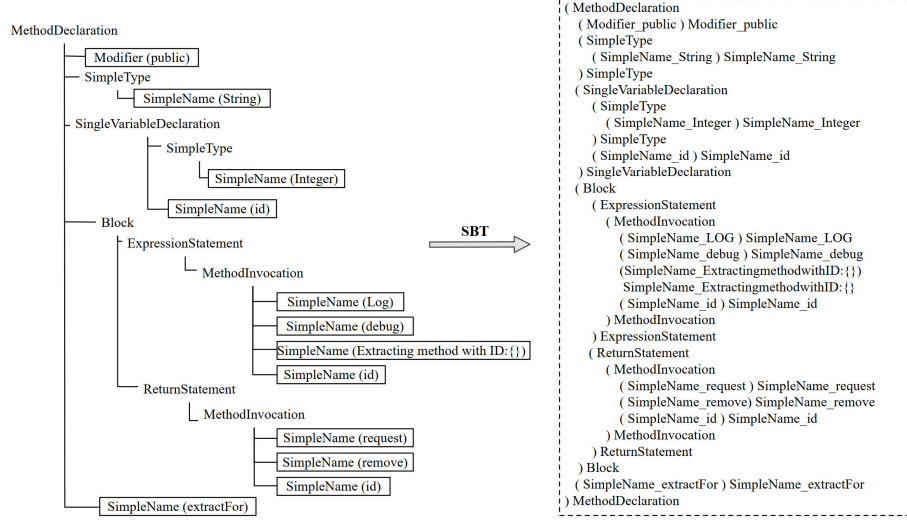 MethodDeclaration
Modifier (public)
SimpleType
SimpleName (String)
SingleVariableDeclaration
SimpleType
SimpleName (Integer)
SimpleName (id)
Block
ExpressionStatement
MethodInvocation
SimpleName (Log)
SimpleName (debug)
SimpleName (Extracting method with ID:{})
SimpleName (id)
ReturnStatement
MethodInvocation
SimpleName (request)
SimpleName (remove)
SimpleName (id)
SimpleName (extractFor)
SBT
( MethodDeclaration
( Modifier_public ) Modifier_public
( SimpleType
( SimpleName_String ) SimpleName_String
) SimpleType
( SingleVariableDeclaration
( SimpleType
( SimpleName_Integer ) SimpleName_Integer
) SimpleType
( SimpleName_id ) SimpleName_id
) SingleVariableDeclaration
( Block
( ExpressionStatement
( MethodInvocation
( SimpleName_LOG ) SimpleName_LOG
( SimpleName_debug ) SimpleName_debug
(SimpleName_ExtractingmethodwithID:{})
SimpleName_ExtractingmethodwithID:{}
( SimpleName_id ) SimpleName_id
) MethodInvocation
) ExpressionStatement
( ReturnStatement
( MethodInvocation
( SimpleName_request ) SimpleName_request
( SimpleName_remove) SimpleName_remove
( SimpleName_id ) SimpleName_id
) MethodInvocation
) ReturnStatement
) Block
( SimpleName_extractFor ) SimpleName_extractFor
) MethodDeclaration